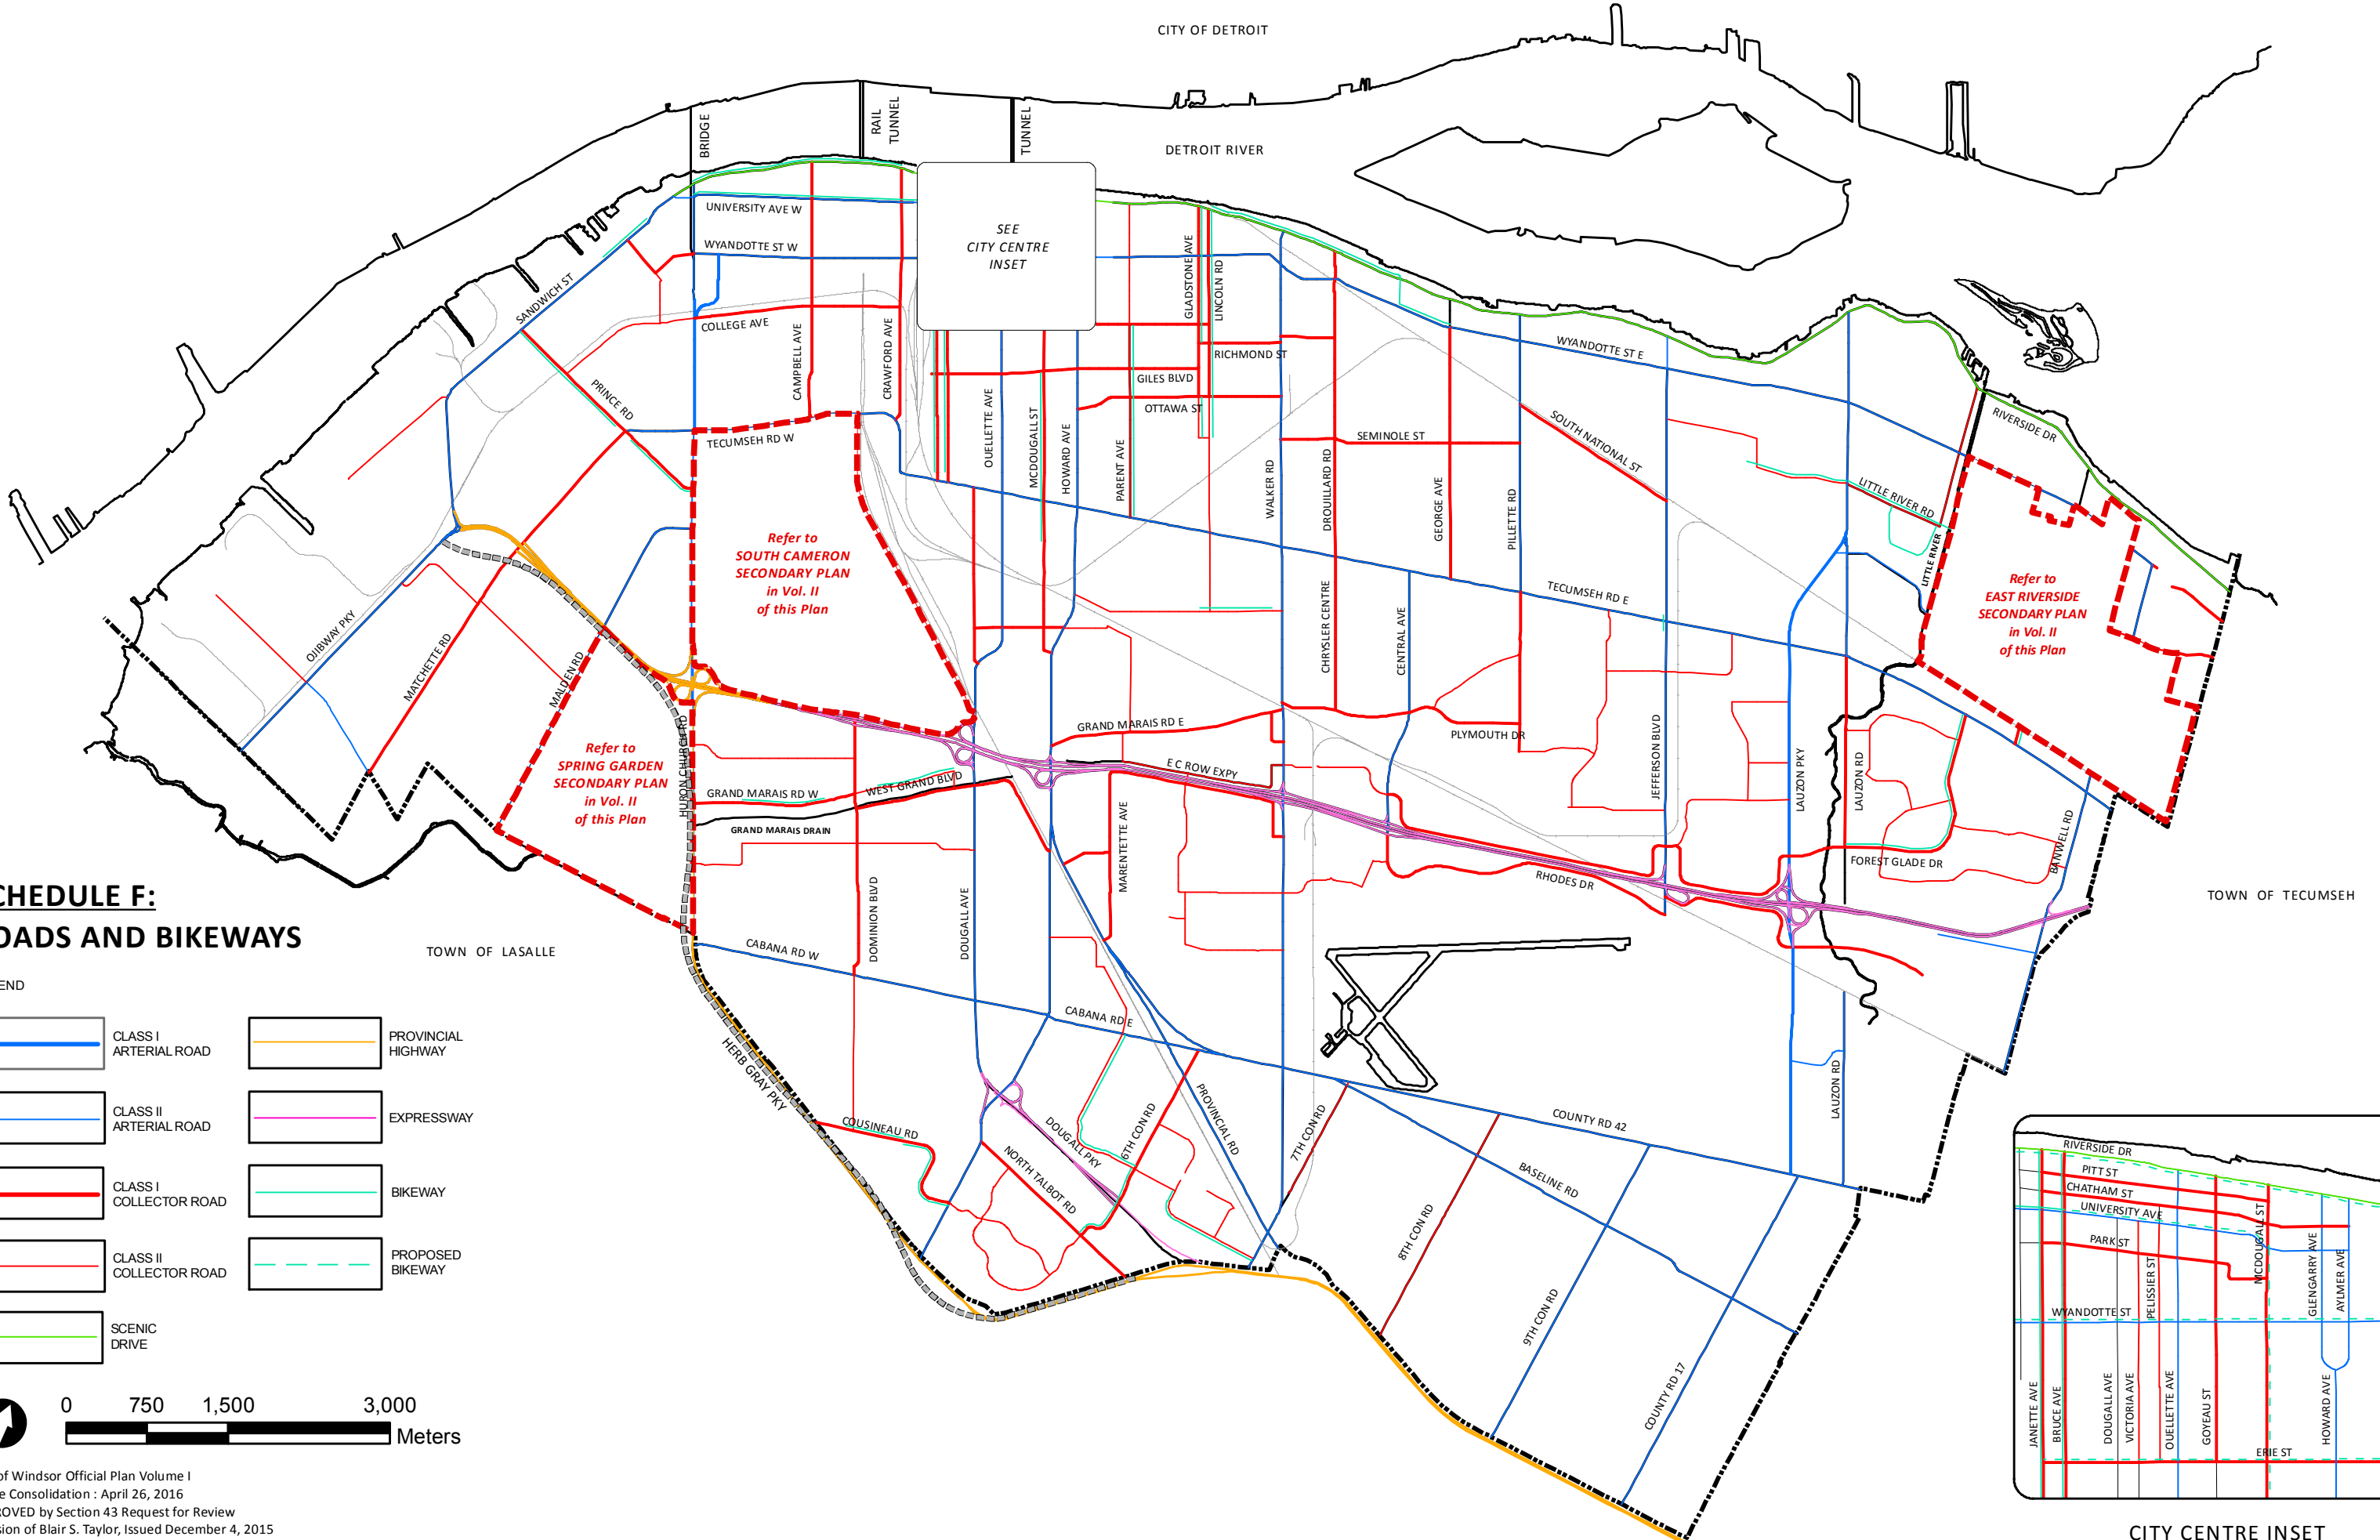 CITY OF DETROIT
BRIDGE
RAIL
TUNNEL
TUNNEL
DETROIT RIVER
UNIVERSITY AVE W
WYANDOTTE ST W
SEE
CITY CENTRE
INSET
GLADSTONE AVE
LINCOLN RD
SANDWICH ST
COLLEGE AVE
CAMPBELL AVE
CRAWFORD AVE
RICHMOND ST
WYANDOTTE ST E
GILES BLVD
OTTAWA ST
PRINCE RD
TECUMSEH RD W
OUELLETTE AVE
MCDOUGALL ST
HOWARD AVE
PARENT AVE
WALKER RD
DROUILLARD RD
SEMINOLE ST
GEORGE AVE
PILLETTE RD
SOUTH NATIONAL ST
RIVERSIDE DR
LITTLE RIVER RD
LITTLE RIVER
Refer to
SOUTH CAMERON
SECONDARY PLAN
in Vol. II
of this Plan
Refer to
EAST RIVERSIDE
SECONDARY PLAN
in Vol. II
of this Plan
TECUMSEH RD E
CHRYSLER CENTRE
CENTRAL AVE
OJIBWAY PKY
MATCHETTE RD
MALDEN RD
HURON CHURCH RD
Refer to
SPRING GARDEN
SECONDARY PLAN
in Vol. II
of this Plan
GRAND MARAIS RD E
PLYMOUTH DR
E C ROW EXPY
JEFFERSON BLVD
LAUZON PKY
LAUZON RD
GRAND MARAIS RD W
WEST GRAND BLVD
GRAND MARAIS DRAIN
MARENTETTE AVE
FOREST GLADE DR
BANWELL RD
RHODES DR
TOWN OF TECUMSEH
DOMINION BLVD
DOUGALL AVE
TOWN OF LASALLE
CABANA RD W
CABANA RD E
HERB GRAY PKY
COUSINEAU RD
NORTH TALBOT RD
DOUGALL PKY
6TH CON RD
PROVINCIAL RD
7TH CON RD
8TH CON RD
9TH CON RD
COUNTY RD 42
BASELINE RD
COUNTY RD 17
LAUZON RD
CHEDULE F:
OADS AND BIKEWAYS
END
CLASS I
ARTERIAL ROAD
PROVINCIAL
HIGHWAY
CLASS II
ARTERIAL ROAD
EXPRESSWAY
CLASS I
COLLECTOR ROAD
BIKEWAY
CLASS II
COLLECTOR ROAD
PROPOSED
BIKEWAY
SCENIC
DRIVE
0 750 1,500 3,000
Meters
of Windsor Official Plan Volume I
e Consolidation : April 26, 2016
ROVED by Section 43 Request for Review
sion of Blair S. Taylor, Issued December 4, 2015
RIVERSIDE DR
PITT ST
CHATHAM ST
UNIVERSITY AVE
PARK ST
MCDOUGALL ST
GLENGARRY AVE
AYLMER AVE
PELISSIER ST
WYANDOTTE ST
JANETTE AVE
BRUCE AVE
DOUGALL AVE
VICTORIA AVE
OUELLETTE AVE
GOYEAU ST
HOWARD AVE
ERIE ST
CITY CENTRE INSET